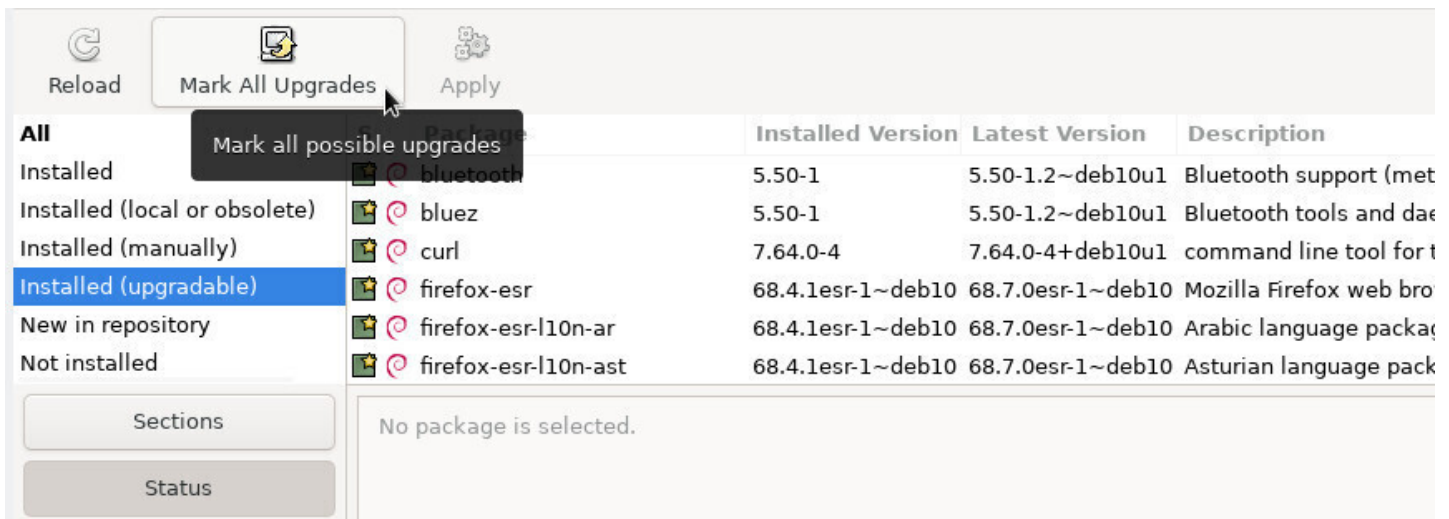 Reload Mark All Upgrades Apply
Mark all possible upgrades
All
Installed
Installed (local or obsolete)
Installed (manually)
Installed (upgradable)
New in repository
Not installed
Sections
Status
S Package Installed Version Latest Version Description
bluetooth 5.50-1 5.50-1.2~deb10u1 Bluetooth support (met
bluez 5.50-1 5.50-1.2~deb10u1 Bluetooth tools and dae
curl 7.64.0-4 7.64.0-4+deb10u1 command line tool for t
firefox-esr 68.4.1esr-1~deb10 68.7.0esr-1~deb10 Mozilla Firefox web bro
firefox-esr-l10n-ar 68.4.1esr-1~deb10 68.7.0esr-1~deb10 Arabic language packag
firefox-esr-l10n-ast 68.4.1esr-1~deb10 68.7.0esr-1~deb10 Asturian language pack
No package is selected.